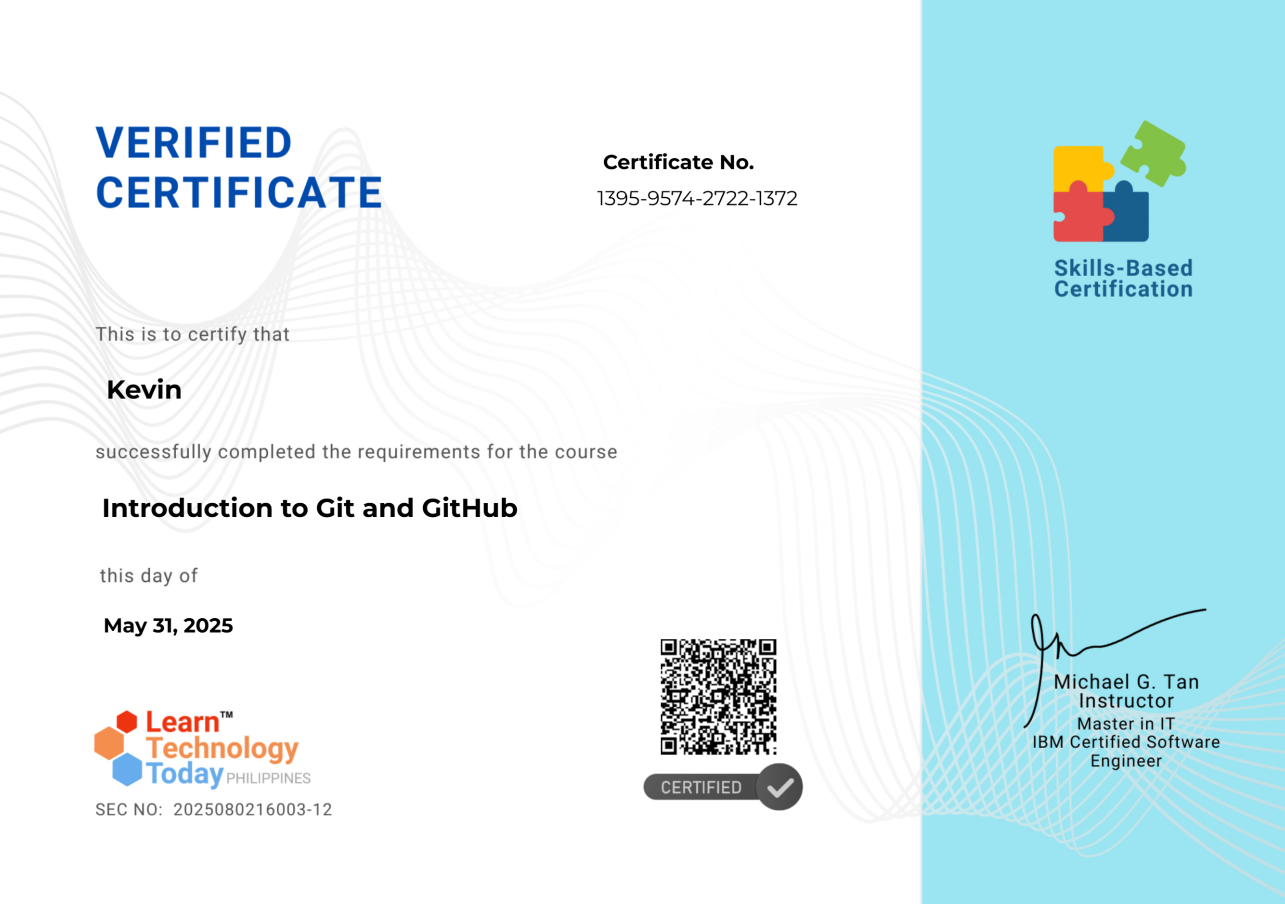 VERIFIED
CERTIFICATE
Certificate No.
1395-9574-2722-1372
Skills-Based
Certification
This is to certify that
Kevin
successfully completed the requirements for the course
Introduction to Git and GitHub
this day of
May 31, 2025
Learn™
Technology
Today PHILIPPINES
SEC NO: 2025080216003-12
CERTIFIED
Michael G. Tan
Instructor
Master in IT
IBM Certified Software
Engineer